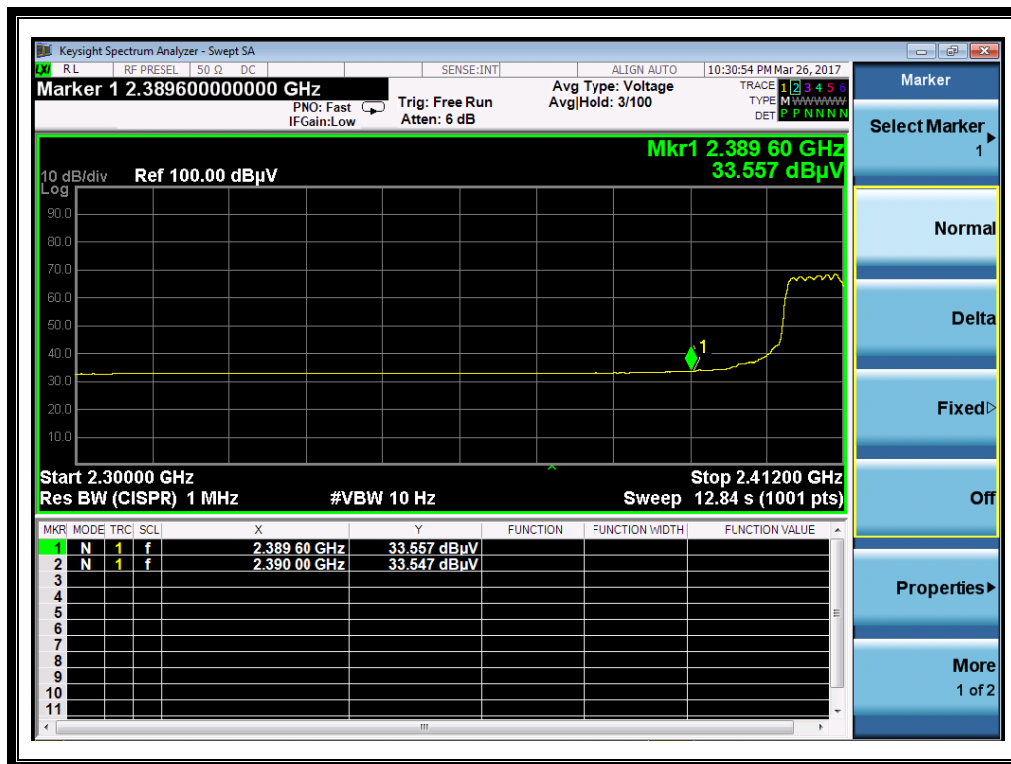 Keysight Spectrum Analyzer - Swept SA
LXI RL RF PRESEL 50 Ω DC SENSE:INT ALIGN AUTO 10:30:54 PM Mar 26, 2017
Marker 1 2.389600000000 GHz
PNO: Fast
IFGain:Low
Trig: Free Run
Atten: 6 dB
Avg Type: Voltage
Avg|Hold: 3/100
TRACE 1 2 3 4 5 6
TYPE M WWWWW
DET P P N N N N
Mkr1 2.389 60 GHz
33.557 dBµV
10 dB/div Ref 100.00 dBµV
Log
90.0
80.0
70.0
60.0
50.0
40.0
30.0
20.0
10.0
1
Start 2.30000 GHz Stop 2.41200 GHz
Res BW (CISPR) 1 MHz #VBW 10 Hz Sweep 12.84 s (1001 pts)
MKR MODE TRC SCL X Y FUNCTION FUNCTION WIDTH FUNCTION VALUE
1 N 1 f 2.389 60 GHz 33.557 dBµV
2 N 1 f 2.390 00 GHz 33.547 dBµV
3
4
5
6
7
8
9
10
11
Marker
Select Marker
1
Normal
Delta
Fixed
Off
Properties
More
1 of 2